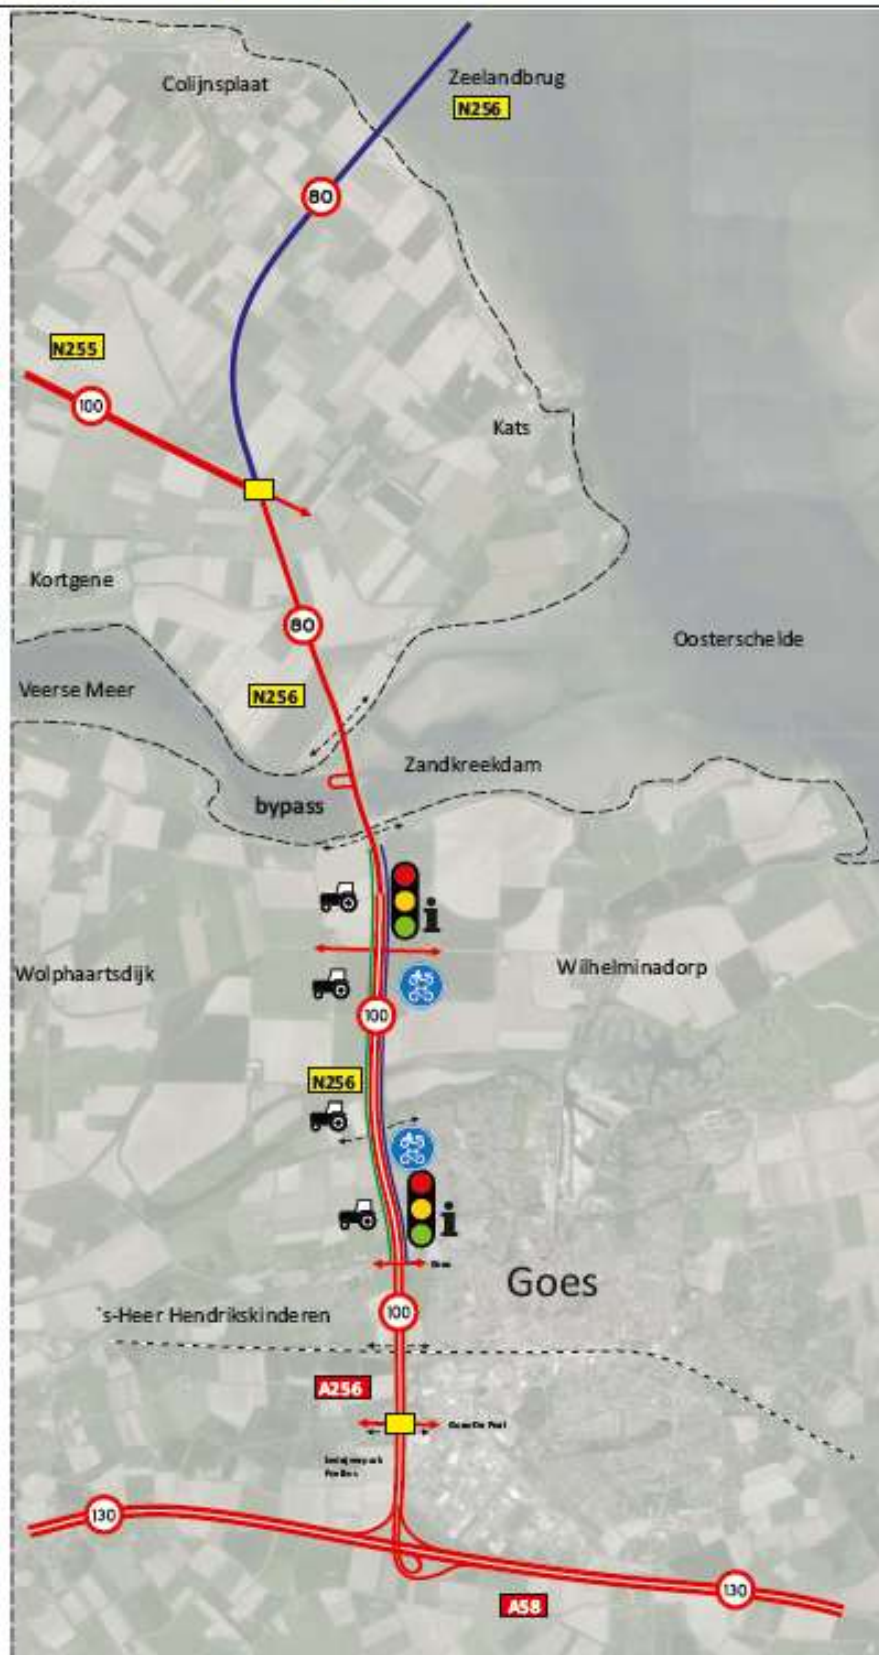 Colijnsplaat
Zeelandbrug
N256
80
N255
100
Kats
Kortgene
80
Oosterschelde
Veerse Meer
N256
Zandkreekdam
bypass
Wolphaartsdijk
Wilhelminadorp
100
N256
Goes
100
`s-Heer Hendrikskinderen
A256
130
130
A58